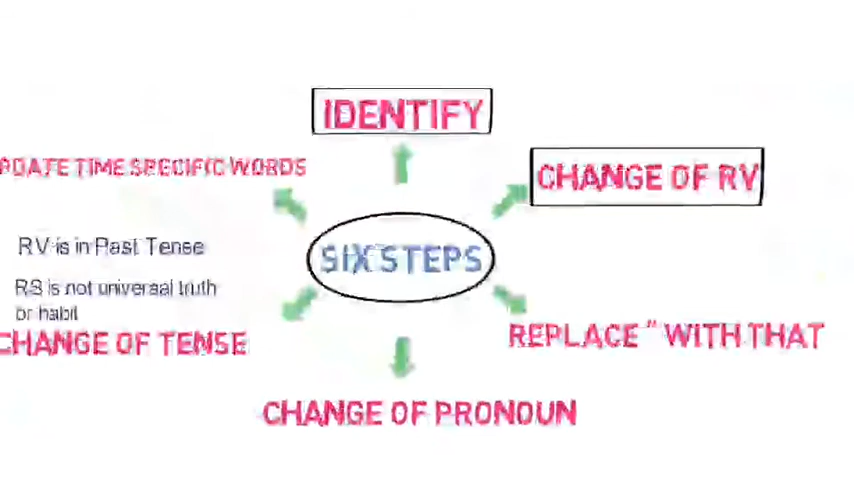 IDENTIFY
CHANGE OF RV
PDATE TIME SPECIFIC WORDS
SIX STEPS
RV is in Past Tense
RS is not universal truth
or habit
CHANGE OF TENSE
REPLACE " WITH THAT
CHANGE OF PRONOUN